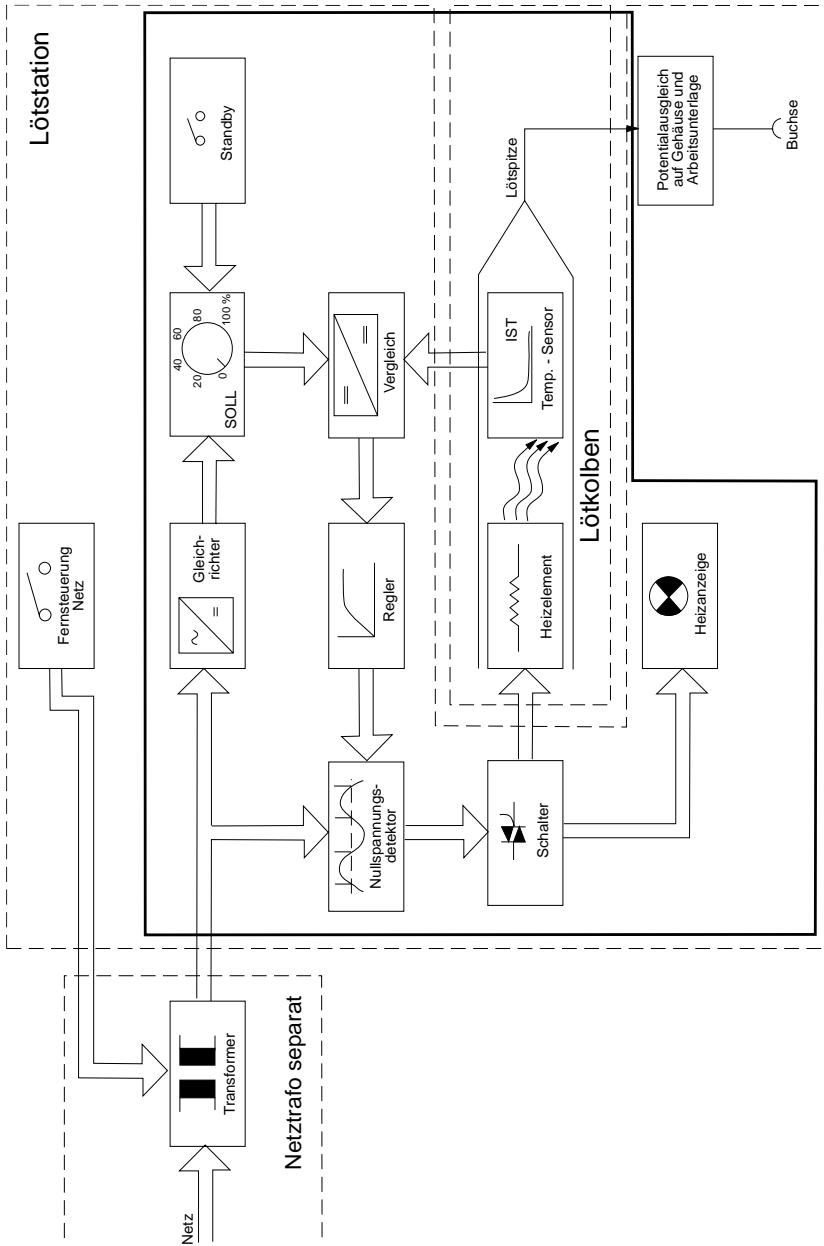 Lötstation
Netztrafo separat
Netz
Transformer
Fernsteuerung
Netz
Gleich-
richter
0
20
40
60
80
100 %
SOLL
Standby
Nullspannungs-
detektor
Regler
Vergleich
Schalter
Heizelement
IST
Temp. - Sensor
Lötspitze
Lötkolben
Heizanzeige
Potentialausgleich
auf Gehäuse und
Arbeitsunterlage
Buchse